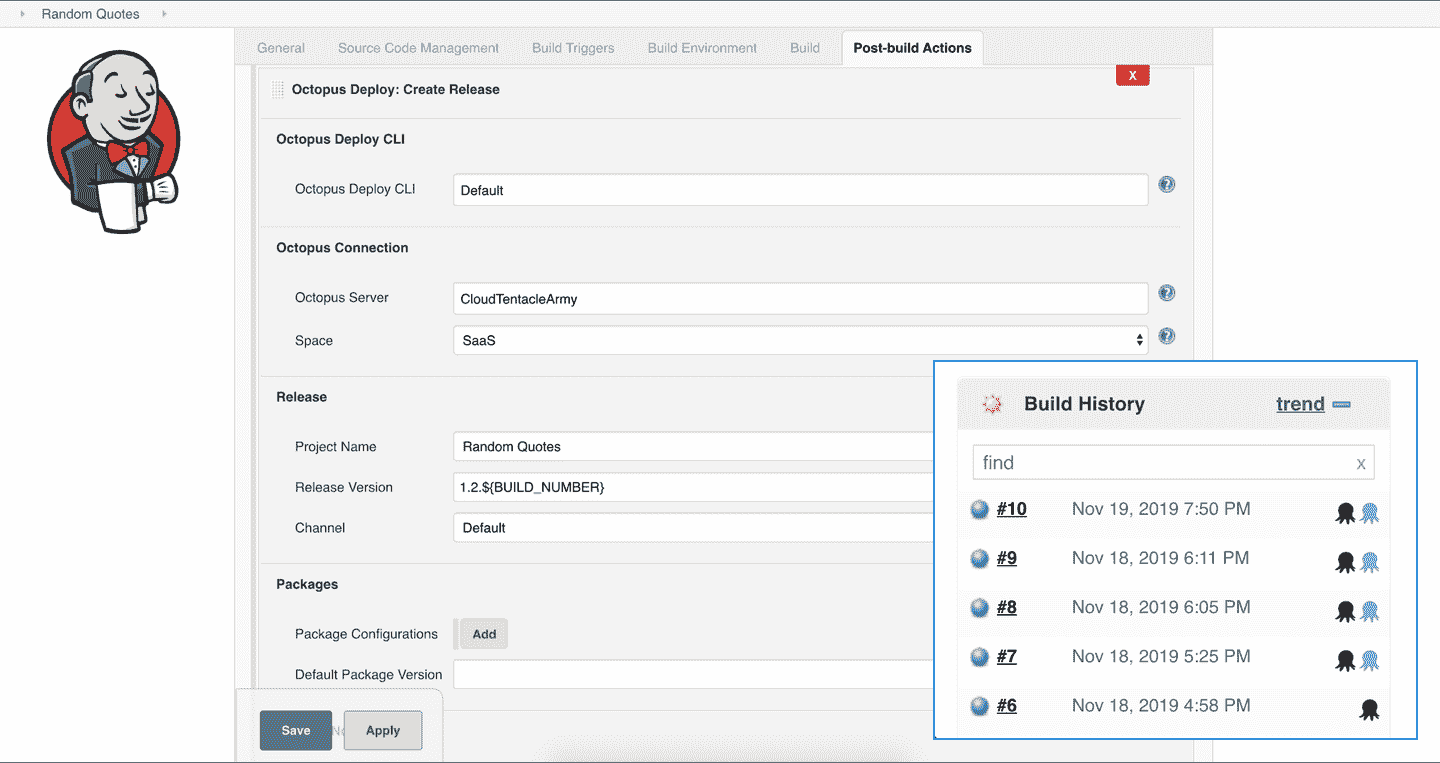 Random Quotes
General Source Code Management Build Triggers Build Environment Build Post-build Actions
Octopus Deploy: Create Release X
Octopus Deploy CLI
Octopus Deploy CLI Default
Octopus Connection
Octopus Server CloudTentacleArmy
Space SaaS
Release
Project Name Random Quotes
Release Version 1.2.${BUILD_NUMBER}
Channel Default
Packages
Package Configurations Add
Default Package Version
Save Apply
Build History trend
find x
#10 Nov 19, 2019 7:50 PM
#9 Nov 18, 2019 6:11 PM
#8 Nov 18, 2019 6:05 PM
#7 Nov 18, 2019 5:25 PM
#6 Nov 18, 2019 4:58 PM